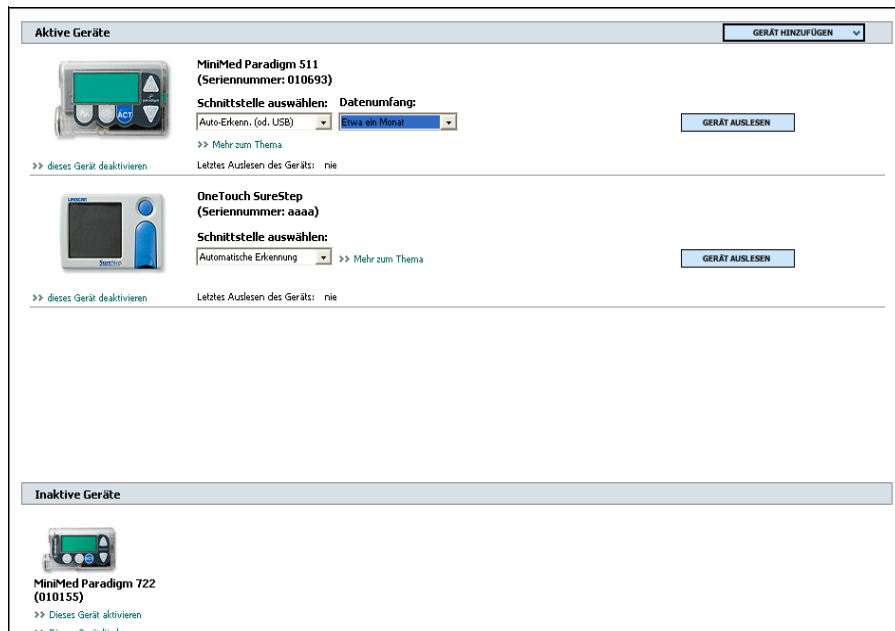 Aktive Geräte
GERÄT HINZUFÜGEN
MiniMed Paradigm 511
(Seriennummer: 010693)
Schnittstelle auswählen: Datenumfang:
Auto-Erkenn. (od. USB) Etwa ein Monat
GERÄT AUSLESEN
ACT
>> Mehr zum Thema
>> dieses Gerät deaktivieren
Letztes Auslesen des Geräts: nie
OneTouch SureStep
(Seriennummer: aaaa)
LIFESCAN
Schnittstelle auswählen:
Automatische Erkennung >> Mehr zum Thema
GERÄT AUSLESEN
SureStep
>> dieses Gerät deaktivieren
Letztes Auslesen des Geräts: nie
Inaktive Geräte
MiniMed Paradigm 722
(010155)
>> Dieses Gerät aktivieren